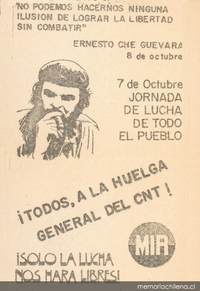 "NO PODEMOS HACERNOS NINGUNA
ILUSION DE LOGRAR LA LIBERTAD
SIN COMBATIR"
ERNESTO CHE GUEVARA
8 de octubre
7 de Octubre
JORNADA
DE LUCHA
DE TODO
EL PUEBLO
¡TODOS, A LA HUELGA
GENERAL DEL CNT!
MIR
¡SOLO LA LUCHA
NOS HARA LIBRES!
memoriachilena.cl